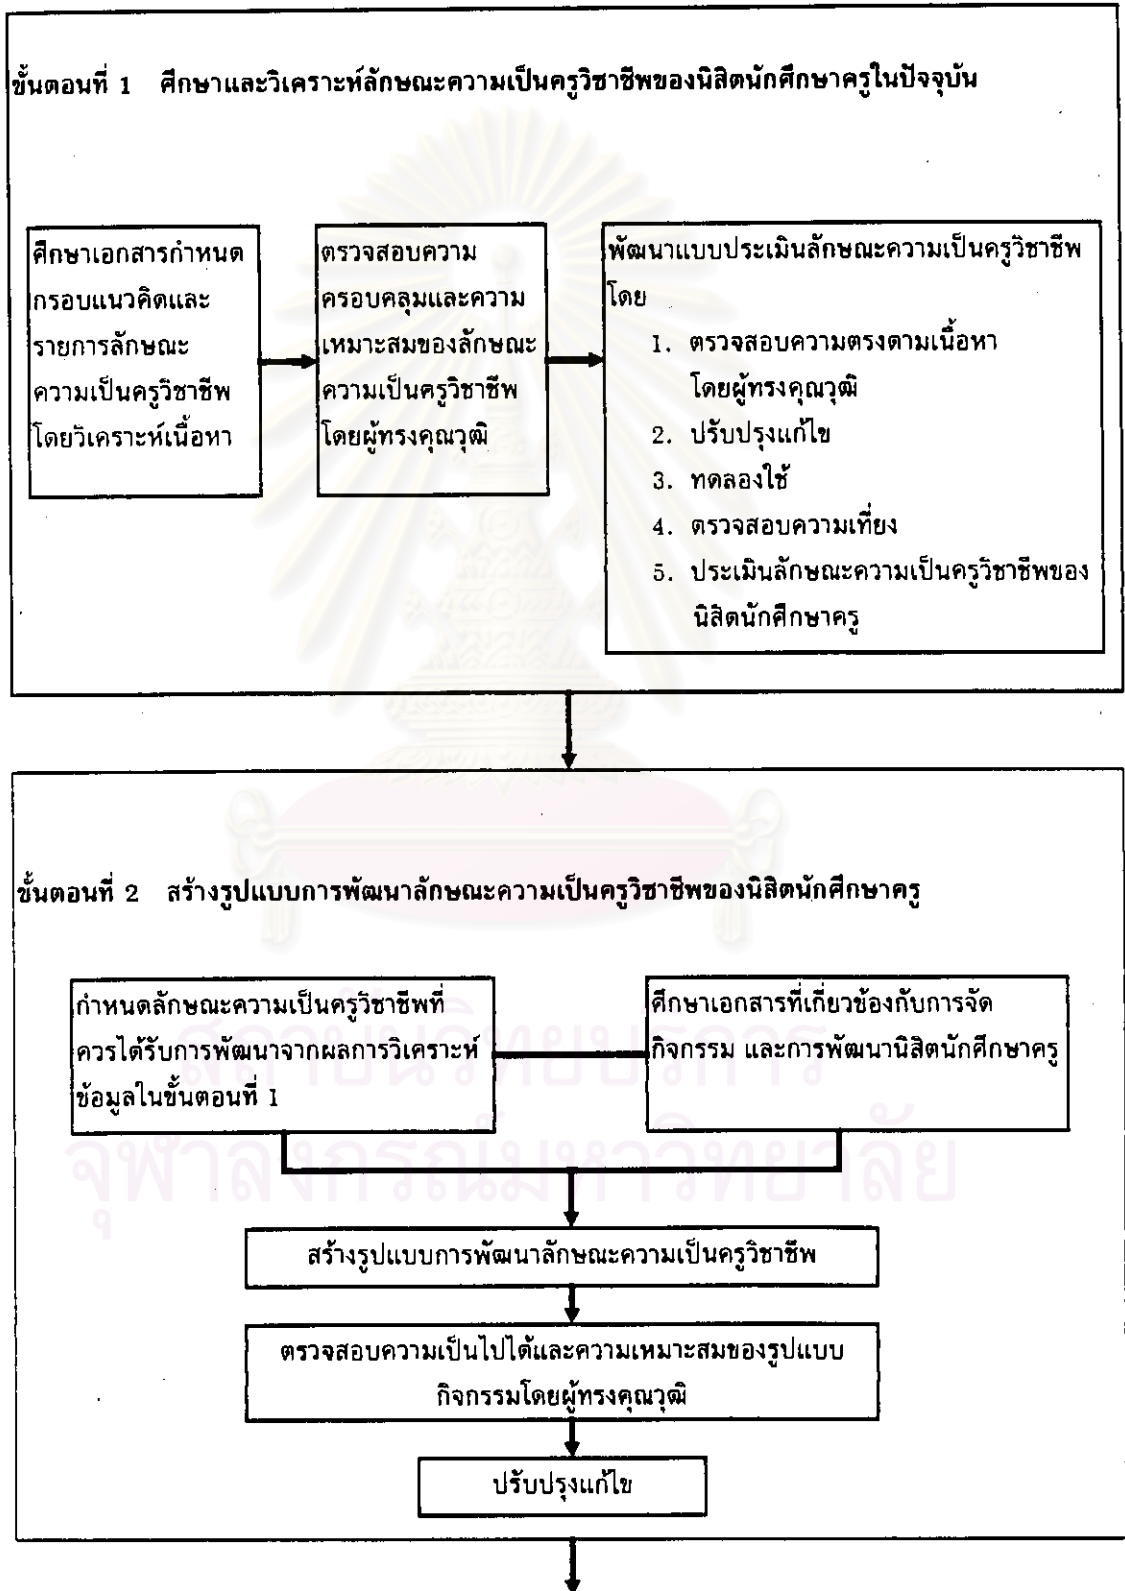 ขั้นตอนที่ 1 ศึกษาและวิเคราะห์ลักษณะความเป็นครูวิชาชีพของนิสิตนักศึกษาครูในปัจจุบัน
ศึกษาเอกสารกำหนด
กรอบแนวคิดและ
รายการลักษณะ
ความเป็นครูวิชาชีพ
โดยวิเคราะห์เนื้อหา
ตรวจสอบความ
ครอบคลุมและความ
เหมาะสมของลักษณะ
ความเป็นครูวิชาชีพ
โดยผู้ทรงคุณวุฒิ
พัฒนาแบบประเมินลักษณะความเป็นครูวิชาชีพ
โดย
1. ตรวจสอบความตรงตามเนื้อหา
โดยผู้ทรงคุณวุฒิ
2. ปรับปรุงแก้ไข
3. ทดลองใช้
4. ตรวจสอบความเที่ยง
5. ประเมินลักษณะความเป็นครูวิชาชีพของ
นิสิตนักศึกษาครู
ขั้นตอนที่ 2 สร้างรูปแบบการพัฒนาลักษณะความเป็นครูวิชาชีพของนิสิตนักศึกษาครู
กำหนดลักษณะความเป็นครูวิชาชีพที่
ควรได้รับการพัฒนาจากผลการวิเคราะห์
ข้อมูลในขั้นตอนที่ 1
ศึกษาเอกสารที่เกี่ยวข้องกับการจัด
กิจกรรม และการพัฒนานิสิตนักศึกษาครู
สถาบันวิทยบริการ
จุฬาลงกรณ์มหาวิทยาลัย
สร้างรูปแบบการพัฒนาลักษณะความเป็นครูวิชาชีพ
ตรวจสอบความเป็นไปได้และความเหมาะสมของรูปแบบ
กิจกรรมโดยผู้ทรงคุณวุฒิ
ปรับปรุงแก้ไข